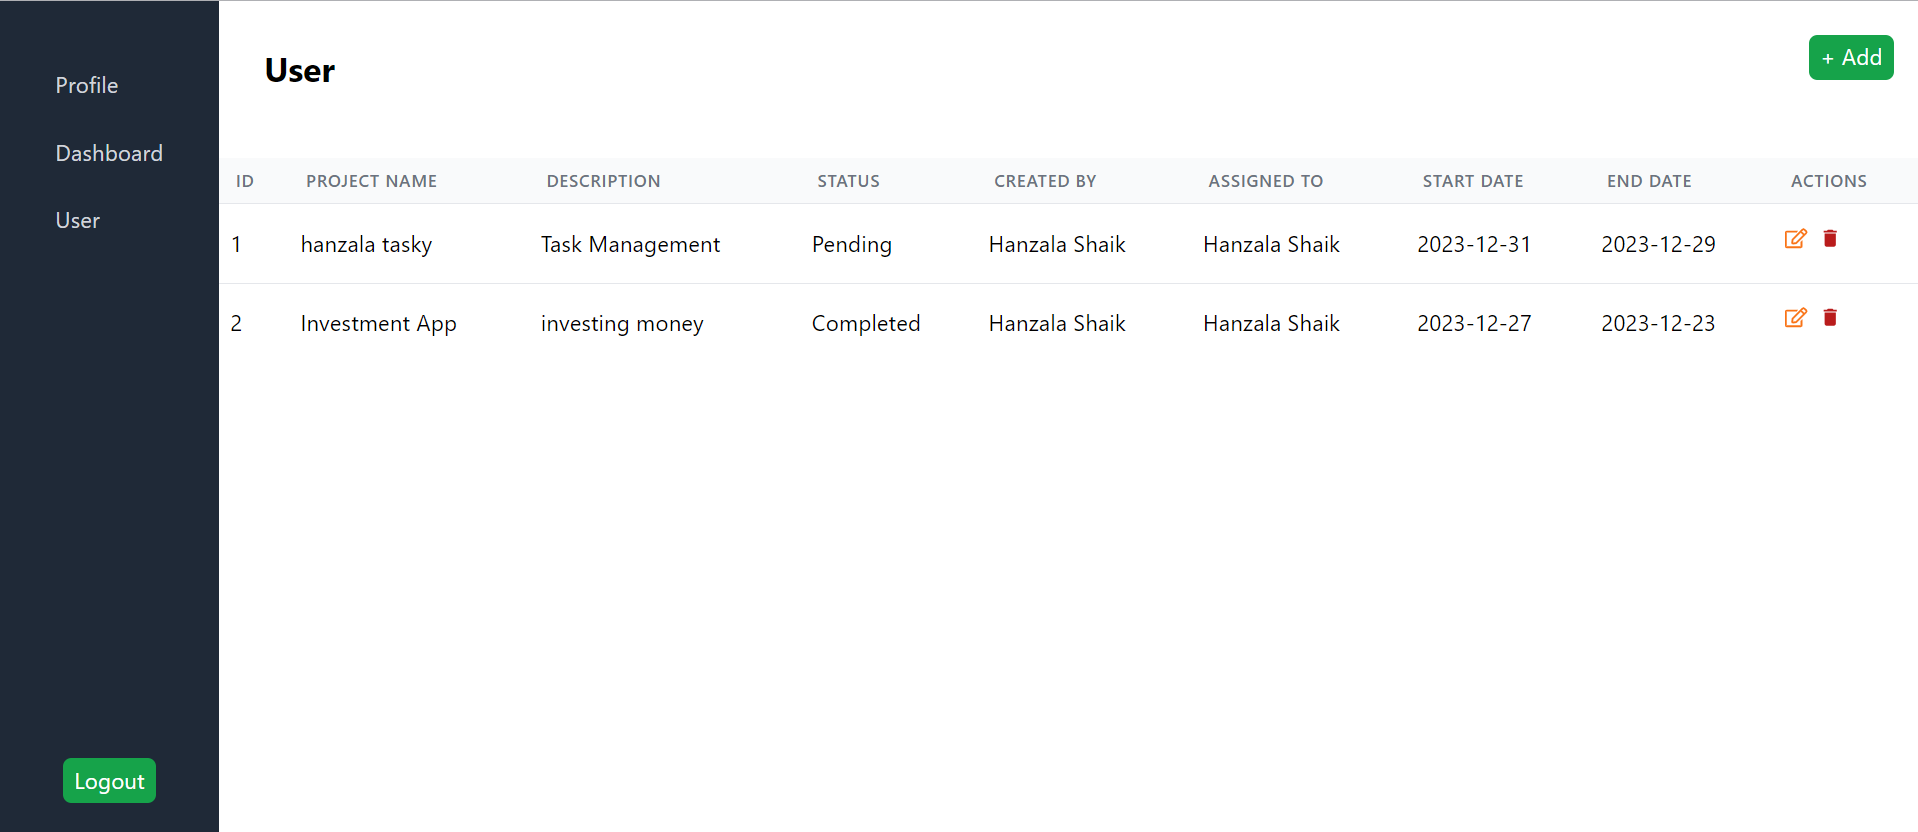 Profile
Dashboard
User
Logout
User
+ Add
ID PROJECT NAME DESCRIPTION STATUS CREATED BY ASSIGNED TO START DATE END DATE ACTIONS
1 hanzala tasky Task Management Pending Hanzala Shaik Hanzala Shaik 2023-12-31 2023-12-29
2 Investment App investing money Completed Hanzala Shaik Hanzala Shaik 2023-12-27 2023-12-23